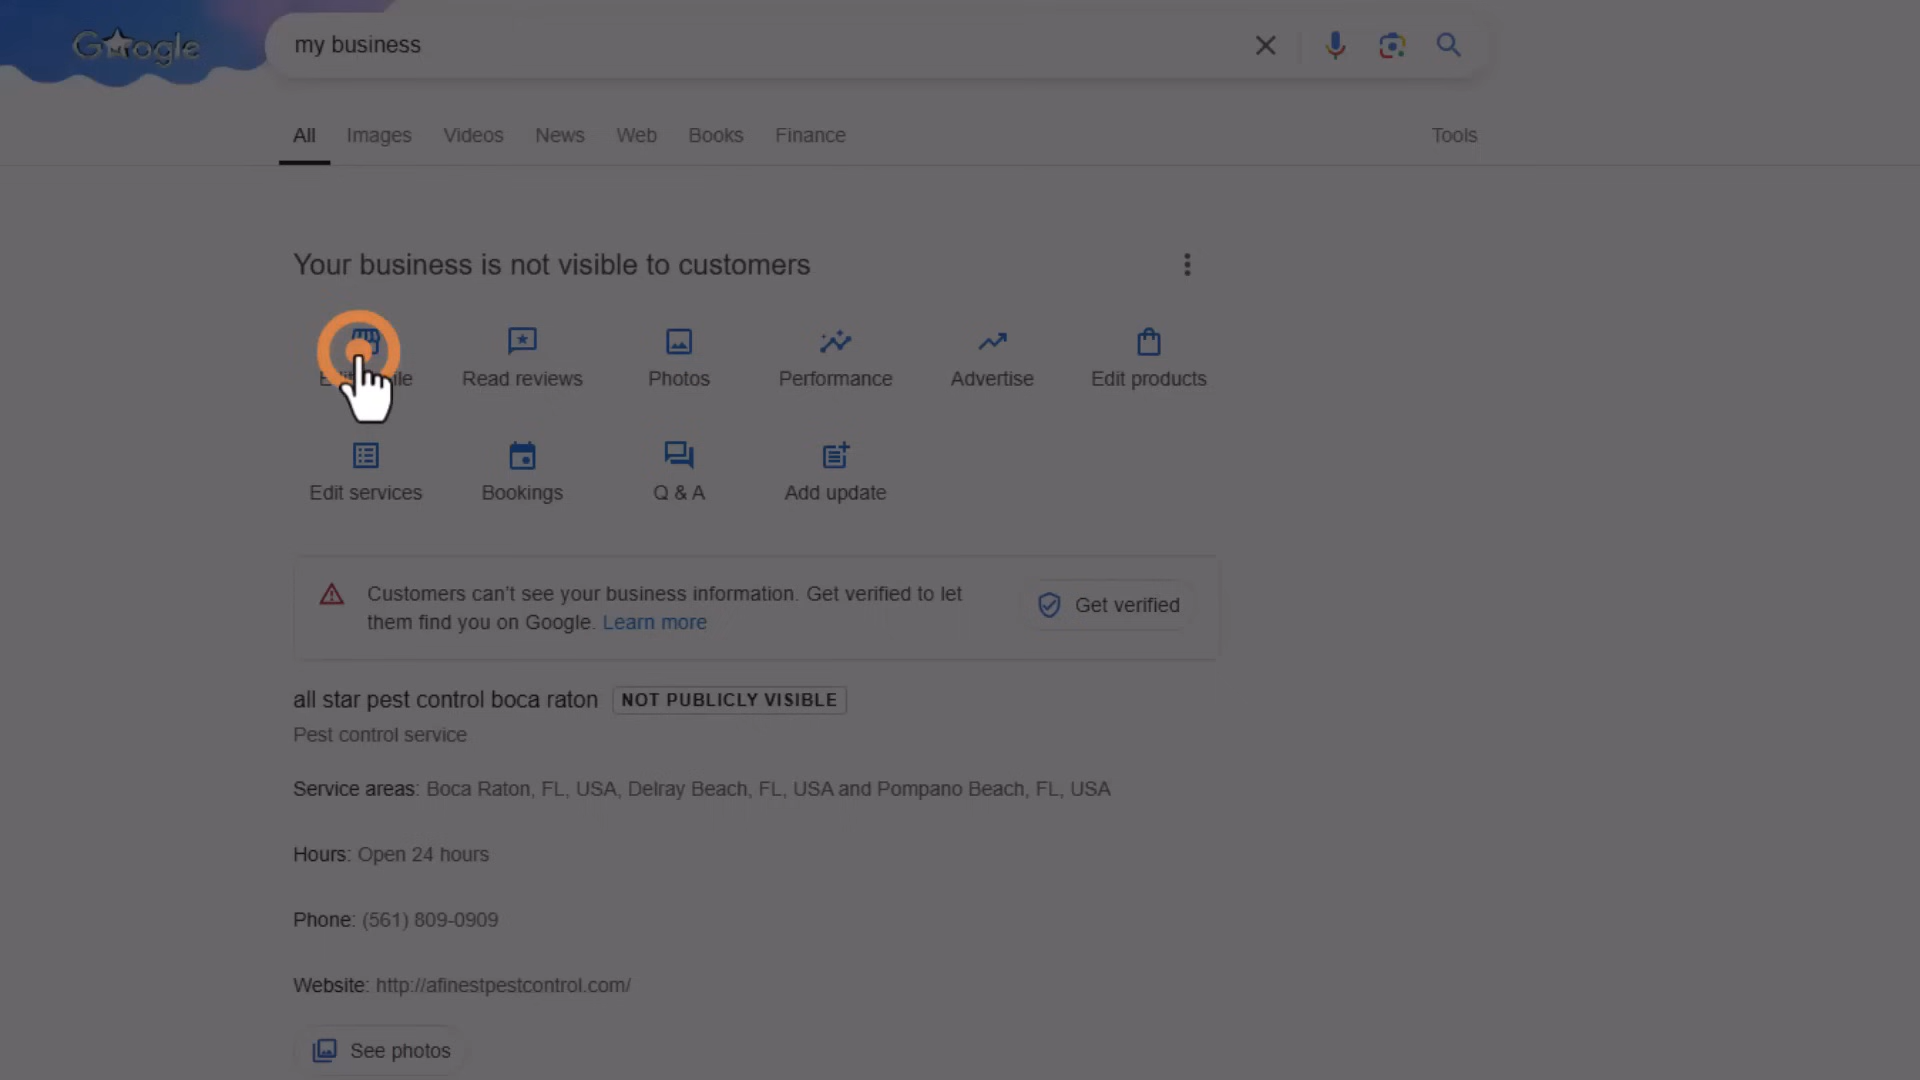 Google
my business
All Images Videos News Web Books Finance Tools
Your business is not visible to customers
Read reviews Photos Performance Advertise Edit products
Edit services Bookings Q & A Add update
Customers can't see your business information. Get verified to let
them find you on Google. Learn more
Get verified
all star pest control boca raton NOT PUBLICLY VISIBLE
Pest control service
Service areas: Boca Raton, FL, USA, Delray Beach, FL, USA and Pompano Beach, FL, USA
Hours: Open 24 hours
Phone: (561) 809-0909
Website: http://afinestpestcontrol.com/
See photos